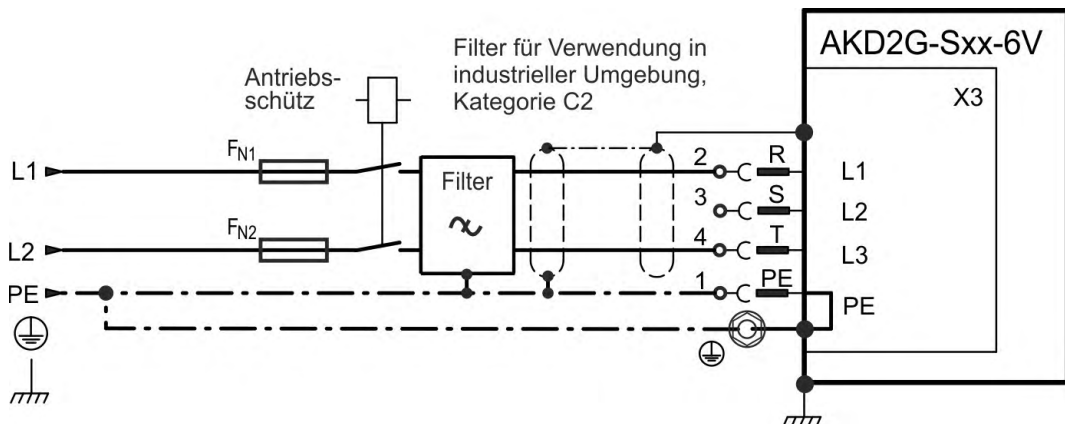 AKD2G-Sxx-6V
X3
Filter für Verwendung in
industrieller Umgebung,
Kategorie C2
Antriebs-
schütz
L1
FN1
Filter
2
R
L1
3
S
L2
L2
FN2
4
T
L3
PE
1
PE
PE